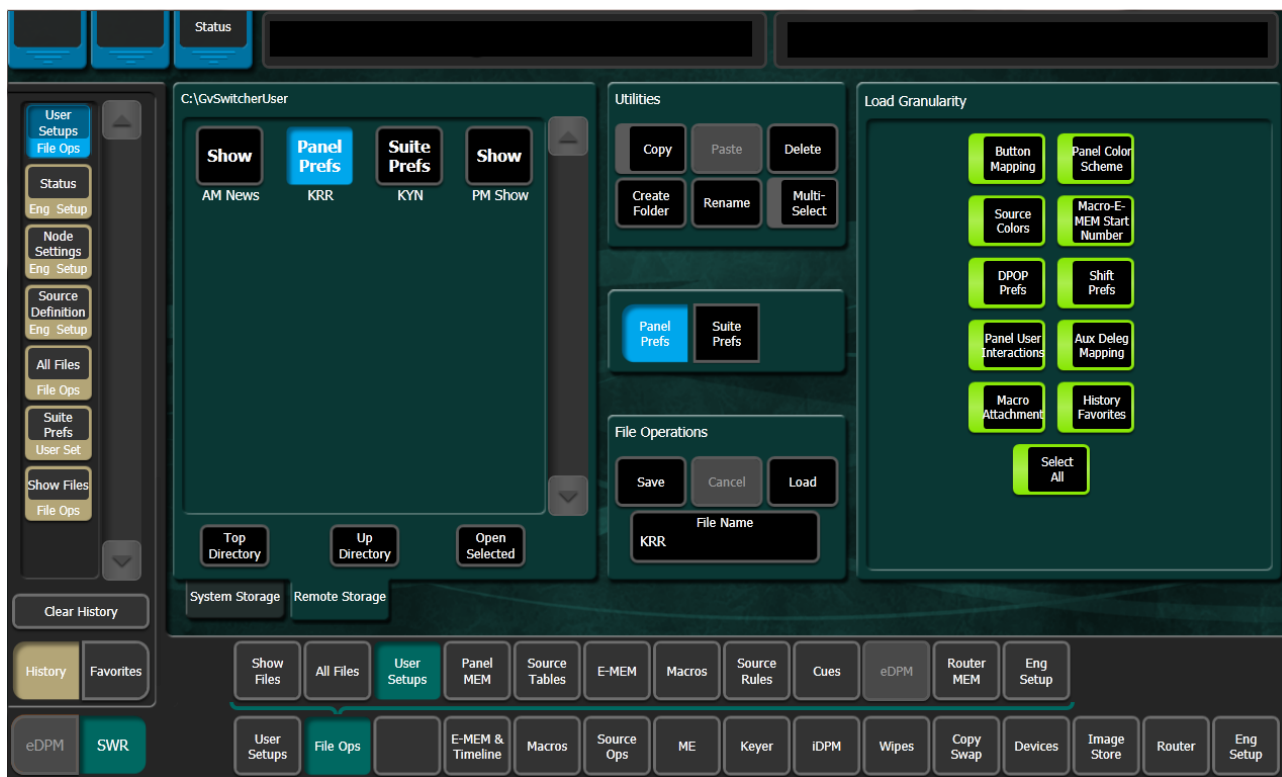 Status
User
Setups
File Ops
Status
Eng Setup
Node
Settings
Eng Setup
Source
Definition
Eng Setup
All Files
File Ops
Suite
Prefs
User Set
Show Files
File Ops
Clear History
History
Favorites
eDPM
SWR
C:\GvSwitcherUser
Show
AM News
Panel
Prefs
KRR
Suite
Prefs
KYN
Show
PM Show
Top
Directory
Up
Directory
Open
Selected
System Storage
Remote Storage
Utilities
Copy
Paste
Delete
Create
Folder
Rename
Multi-
Select
Panel
Prefs
Suite
Prefs
File Operations
Save
Cancel
Load
File Name
KRR
Load Granularity
Button
Mapping
Panel Color
Scheme
Source
Colors
Macro-E-
MEM Start
Number
DPOP
Prefs
Shift
Prefs
Panel User
Interactions
Aux Deleg
Mapping
Macro
Attachment
History
Favorites
Select
All
Show
Files
All Files
User
Setups
Panel
MEM
Source
Tables
E-MEM
Macros
Source
Rules
Cues
eDPM
Router
MEM
Eng
Setup
User
Setups
File Ops
E-MEM &
Timeline
Macros
Source
Ops
ME
Keyer
iDPM
Wipes
Copy
Swap
Devices
Image
Store
Router
Eng
Setup